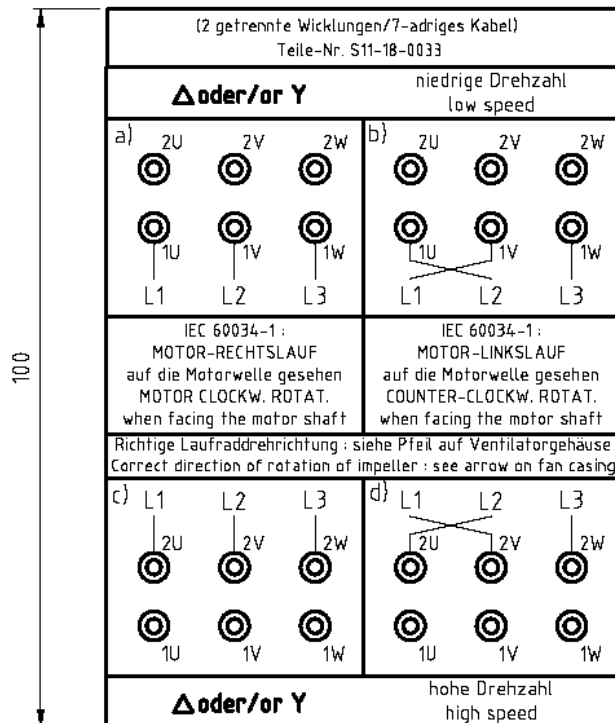 (2 getrennte Wicklungen/7-adriges Kabel)
Teile-Nr. S11-18-0033
Δ oder/or Y
niedrige Drehzahl
low speed
a)
2U 2V 2W
1U 1V 1W
L1 L2 L3
b)
2U 2V 2W
1U 1V 1W
L1 L2 L3
IEC 60034-1 :
MOTOR-RECHTSLAUF
auf die Motorwelle gesehen
MOTOR CLOCKW. ROTAT.
when facing the motor shaft
IEC 60034-1 :
MOTOR-LINKSLAUF
auf die Motorwelle gesehen
COUNTER-CLOCKW. ROTAT.
when facing the motor shaft
Richtige Laufraddrehrichtung : siehe Pfeil auf Ventilatorgehäuse
Correct direction of rotation of impeller : see arrow on fan casing
c)
L1 L2 L3
2U 2V 2W
1U 1V 1W
d)
L1 L2 L3
2U 2V 2W
1U 1V 1W
Δ oder/or Y
hohe Drehzahl
high speed
100